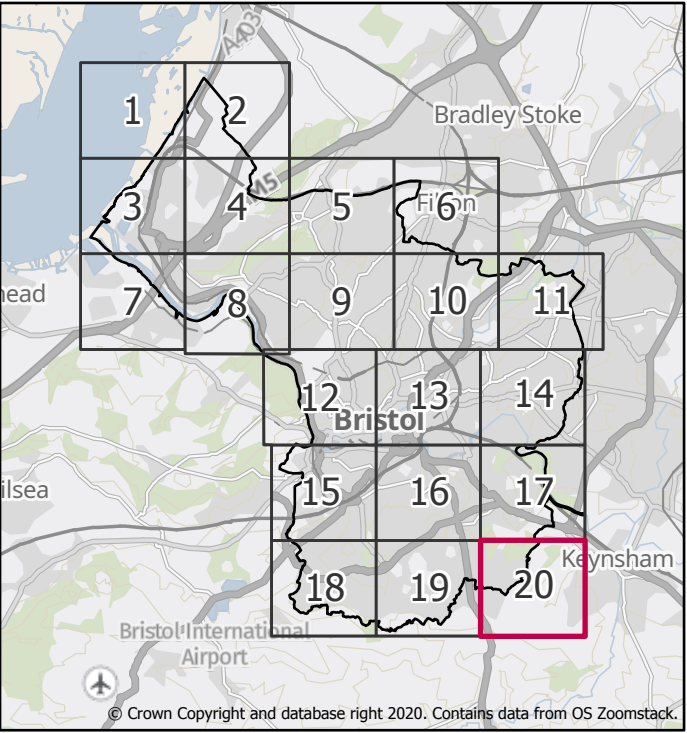 A403
1
2
Bradley Stoke
M5
3
4
5
Filton
6
head
7
8
9
10
11
12
13
14
Bristol
ilsea
15
16
17
Keynsham
18
19
20
Bristol International
Airport
© Crown Copyright and database right 2020. Contains data from OS Zoomstack.